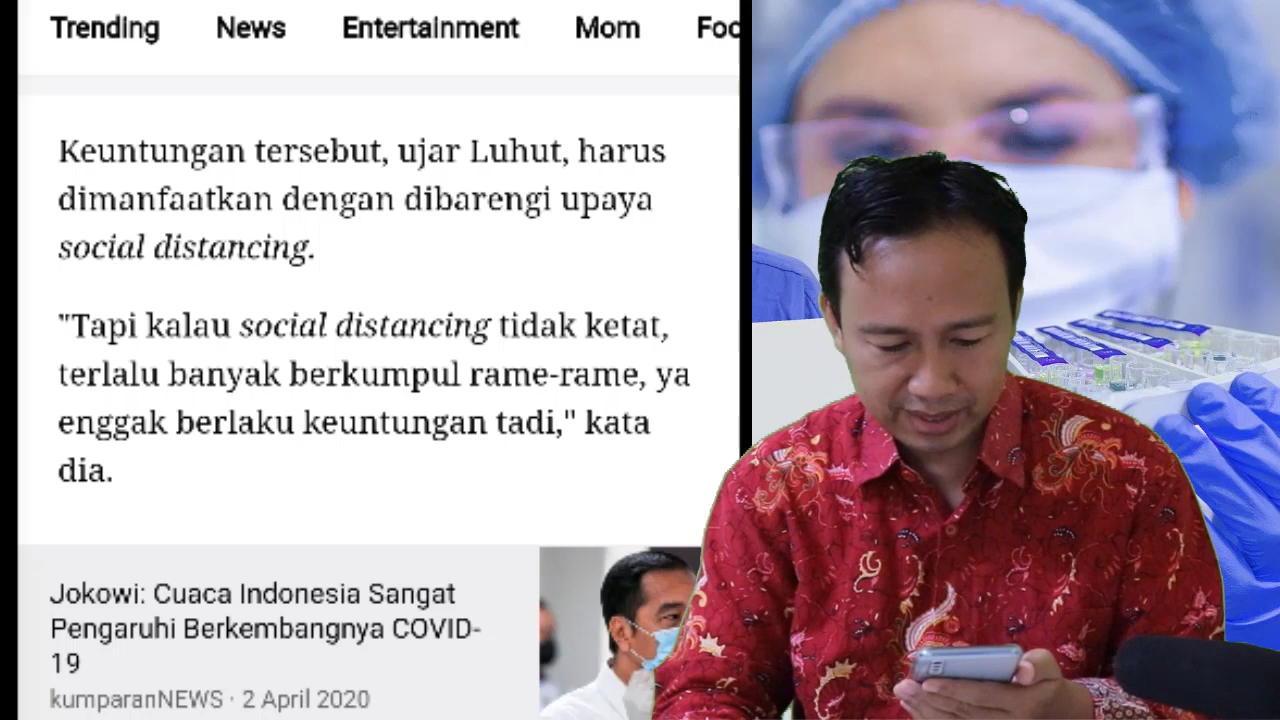 Trending News Entertainment Mom
Keuntungan tersebut, ujar Luhut, harus
dimanfaatkan dengan dibarengi upaya
social distancing.
"Tapi kalau social distancing tidak ketat,
terlalu banyak berkumpul rame-rame, ya
enggak berlaku keuntungan tadi," kata
dia.
Jokowi: Cuaca Indonesia Sangat
Pengaruhi Berkembangnya COVID-
19
kumparanNEWS · 2 April 2020